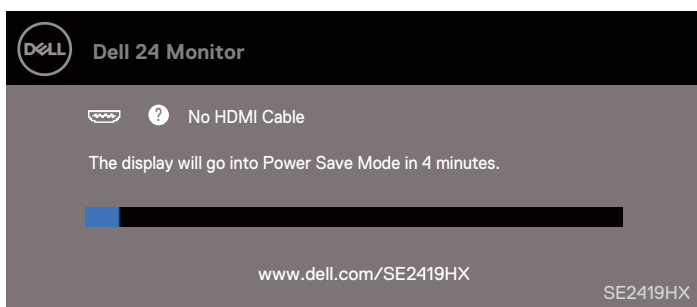 DELL
Dell 24 Monitor
? No HDMI Cable
The display will go into Power Save Mode in 4 minutes.
www.dell.com/SE2419HX
SE2419HX